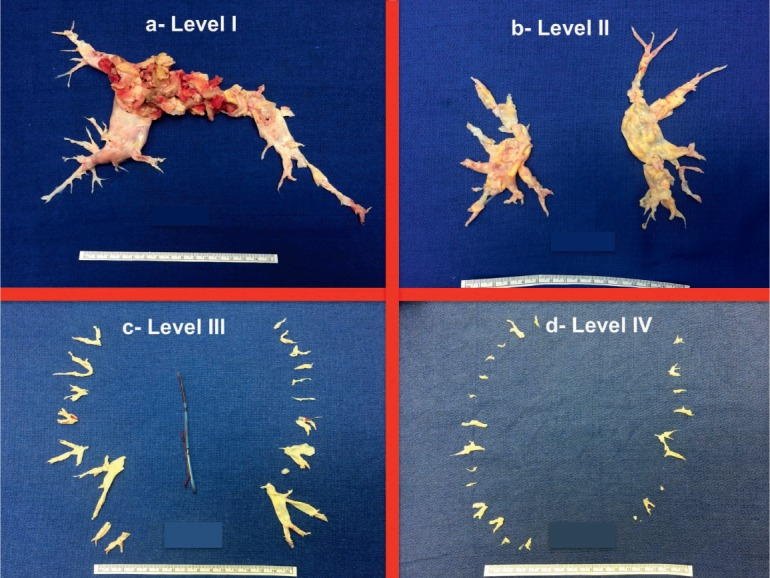 a- Level I
b- Level II
c- Level III
d- Level IV